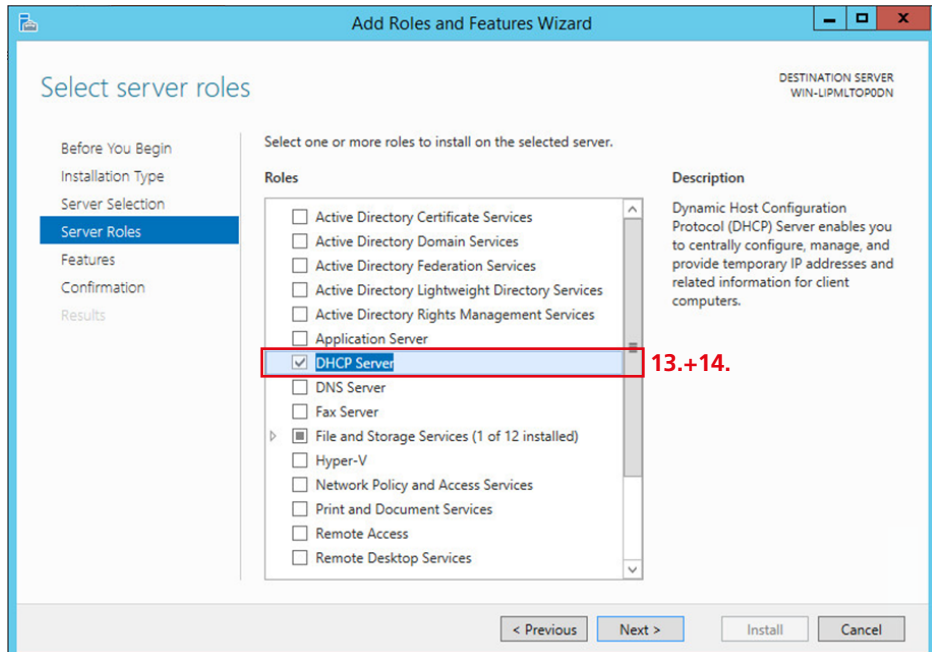 Add Roles and Features Wizard
Select server roles
DESTINATION SERVER
WIN-LIPMLTOP0DN
Before You Begin
Installation Type
Server Selection
Server Roles
Features
Confirmation
Results
Select one or more roles to install on the selected server.
Roles
Active Directory Certificate Services
Active Directory Domain Services
Active Directory Federation Services
Active Directory Lightweight Directory Services
Active Directory Rights Management Services
Application Server
DHCP Server
13.+14.
DNS Server
Fax Server
File and Storage Services (1 of 12 installed)
Hyper-V
Network Policy and Access Services
Print and Document Services
Remote Access
Remote Desktop Services
Description
Dynamic Host Configuration
Protocol (DHCP) Server enables you
to centrally configure, manage, and
provide temporary IP addresses and
related information for client
computers.
< Previous
Next >
Install
Cancel